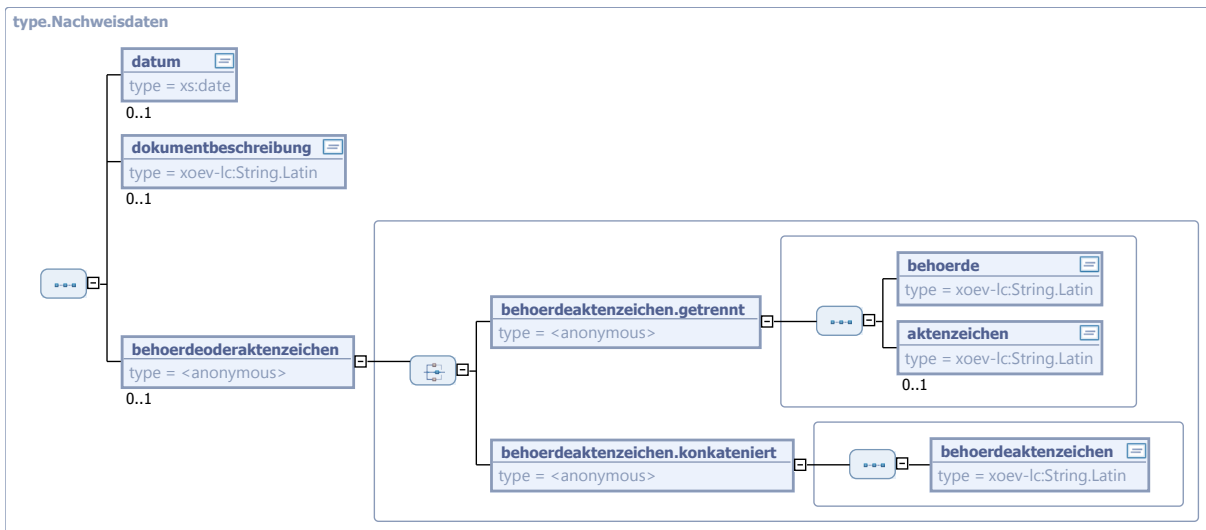 type.Nachweisdaten
datum
type = xs:date
0..1
dokumentbeschreibung
type = xoev-lc:String.Latin
0..1
behoerdeoderaktenzeichen
type = <anonymous>
0..1
behoerdeaktenzeichen.getrennt
type = <anonymous>
behoerde
type = xoev-lc:String.Latin
aktenzeichen
type = xoev-lc:String.Latin
0..1
behoerdeaktenzeichen.konkateniert
type = <anonymous>
behoerdeaktenzeichen
type = xoev-lc:String.Latin